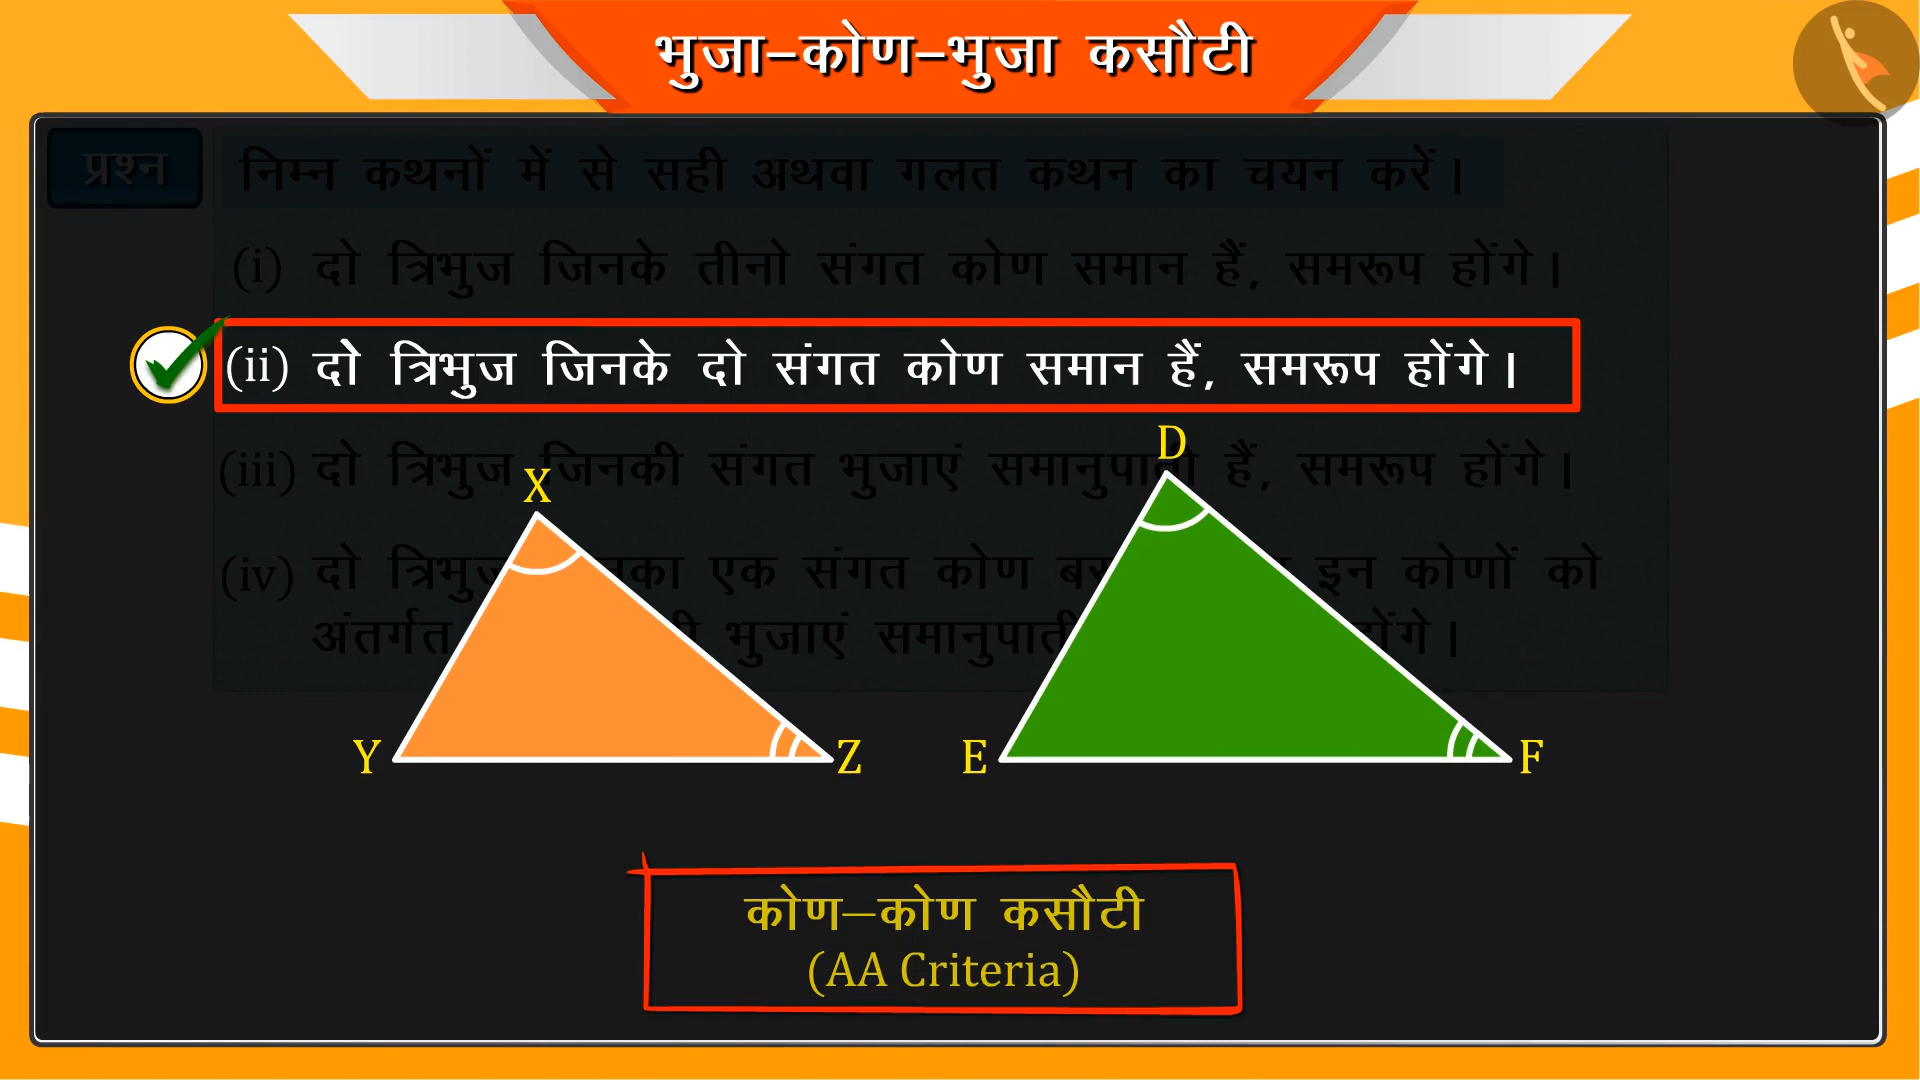 भुजा–कोण–भुजा कसौटी
प्रश्न
निम्न कथनों में से सही अथवा गलत कथन का चयन करें।
(i) दो त्रिभुज जिनके तीनो संगत कोण समान हैं, समरूप होंगे।
(ii) दो त्रिभुज जिनके दो संगत कोण समान हैं, समरूप होंगे।
(iii) दो त्रिभुज जिनकी संगत भुजाएं समानुपाती हैं, समरूप होंगे।
(iv) दो त्रिभुज एक संगत कोण इन कोणों को
अंतर्गत भुजाएं समानुपाती होंगे।
X
D
Y
Z
E
F
कोण–कोण कसौटी
(AA Criteria)